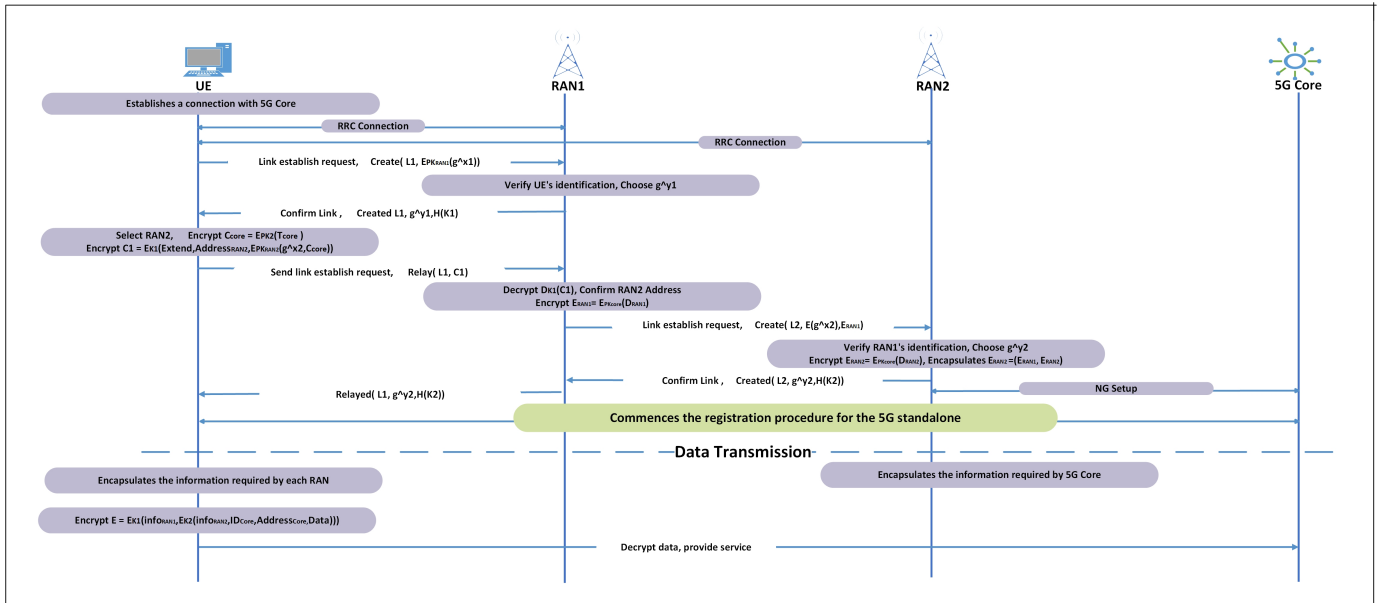 UE
RAN1
RAN2
5G Core
Establishes a connection with 5G Core
RRC Connection
RRC Connection
Link establish request, Create( L1, EPKRAN1(g^x1))
Verify UE's identification, Choose g^y1
Confirm Link , Created L1, g^y1,H(K1)
Select RAN2, Encrypt Ccore = EPK2(Tcore )
Encrypt C1 = EK1(Extend,AddressRAN2,EPKRAN2(g^x2,Ccore))
Send link establish request, Relay( L1, C1)
Decrypt DK1(C1), Confirm RAN2 Address
Encrypt ERAN1= EPKcore(DRAN1)
Link establish request, Create( L2, E(g^x2),ERAN1)
Verify RAN1's identification, Choose g^y2
Encrypt ERAN2= EPKcore(DRAN2), Encapsulates ERAN2 =(ERAN1, ERAN2)
Confirm Link , Created( L2, g^y2,H(K2))
NG Setup
Relayed( L1, g^y2,H(K2))
Commences the registration procedure for the 5G standalone
Data Transmission
Encapsulates the information required by each RAN
Encapsulates the information required by 5G Core
Encrypt E = EK1(infoRAN1,EK2(infoRAN2,IDCore,AddressCore,Data)))
Decrypt data, provide service